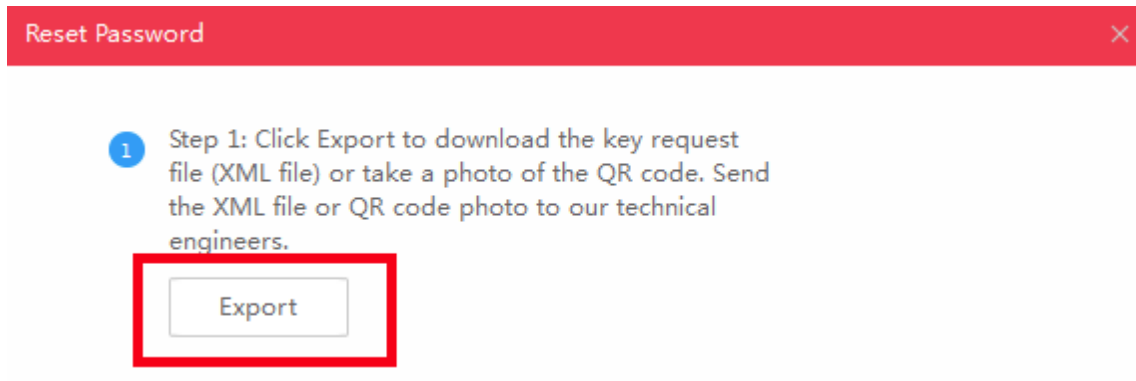 Reset Password
1
Step 1: Click Export to download the key request
file (XML file) or take a photo of the QR code. Send
the XML file or QR code photo to our technical
engineers.
Export